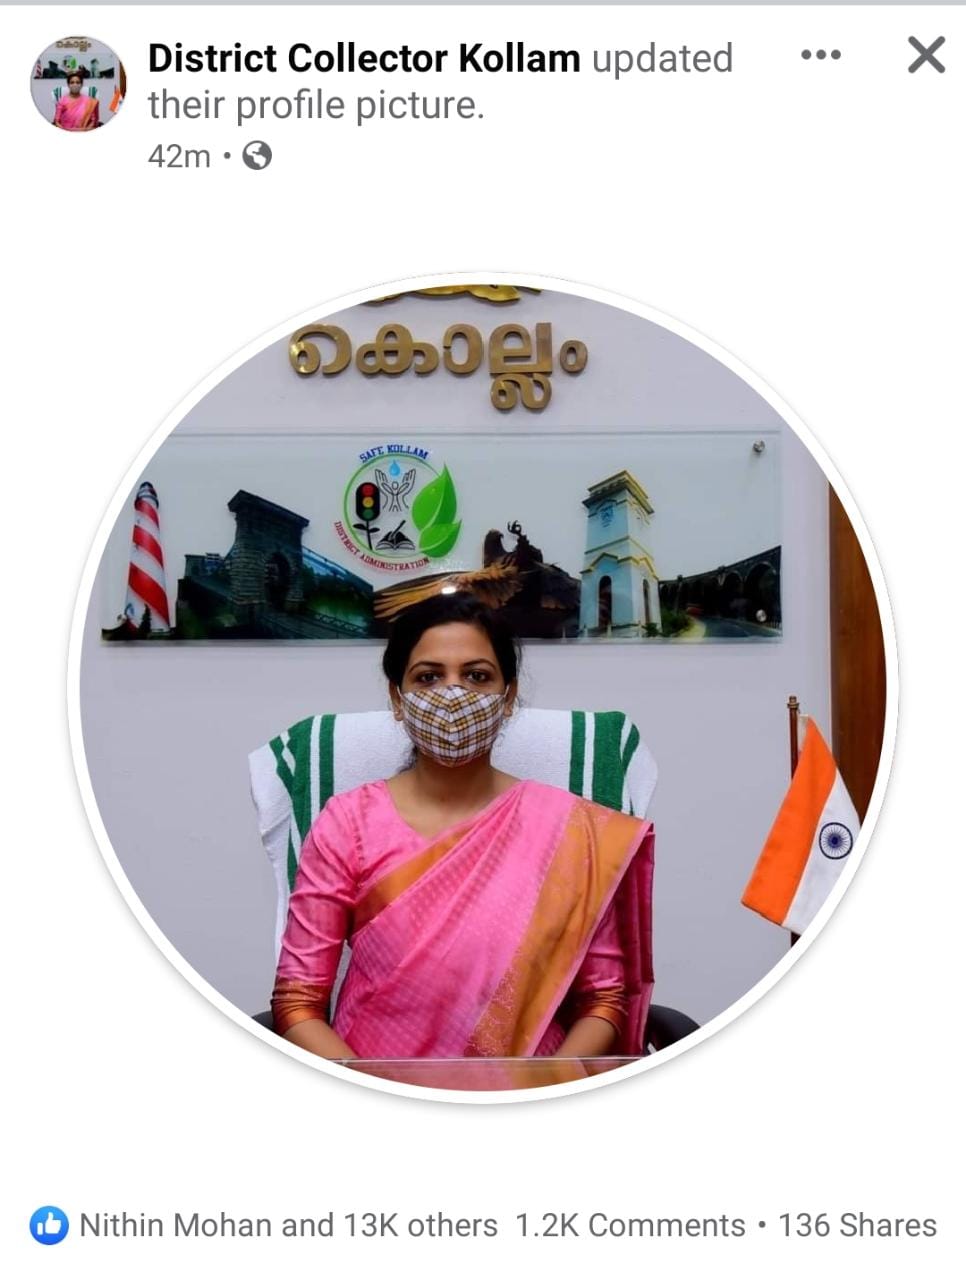 District Collector Kollam updated
their profile picture.
42m •
കൊല്ലം
SAFE KOLLAM
DISTRICT ADMINISTRATION
Nithin Mohan and 13K others 1.2K Comments • 136 Shares